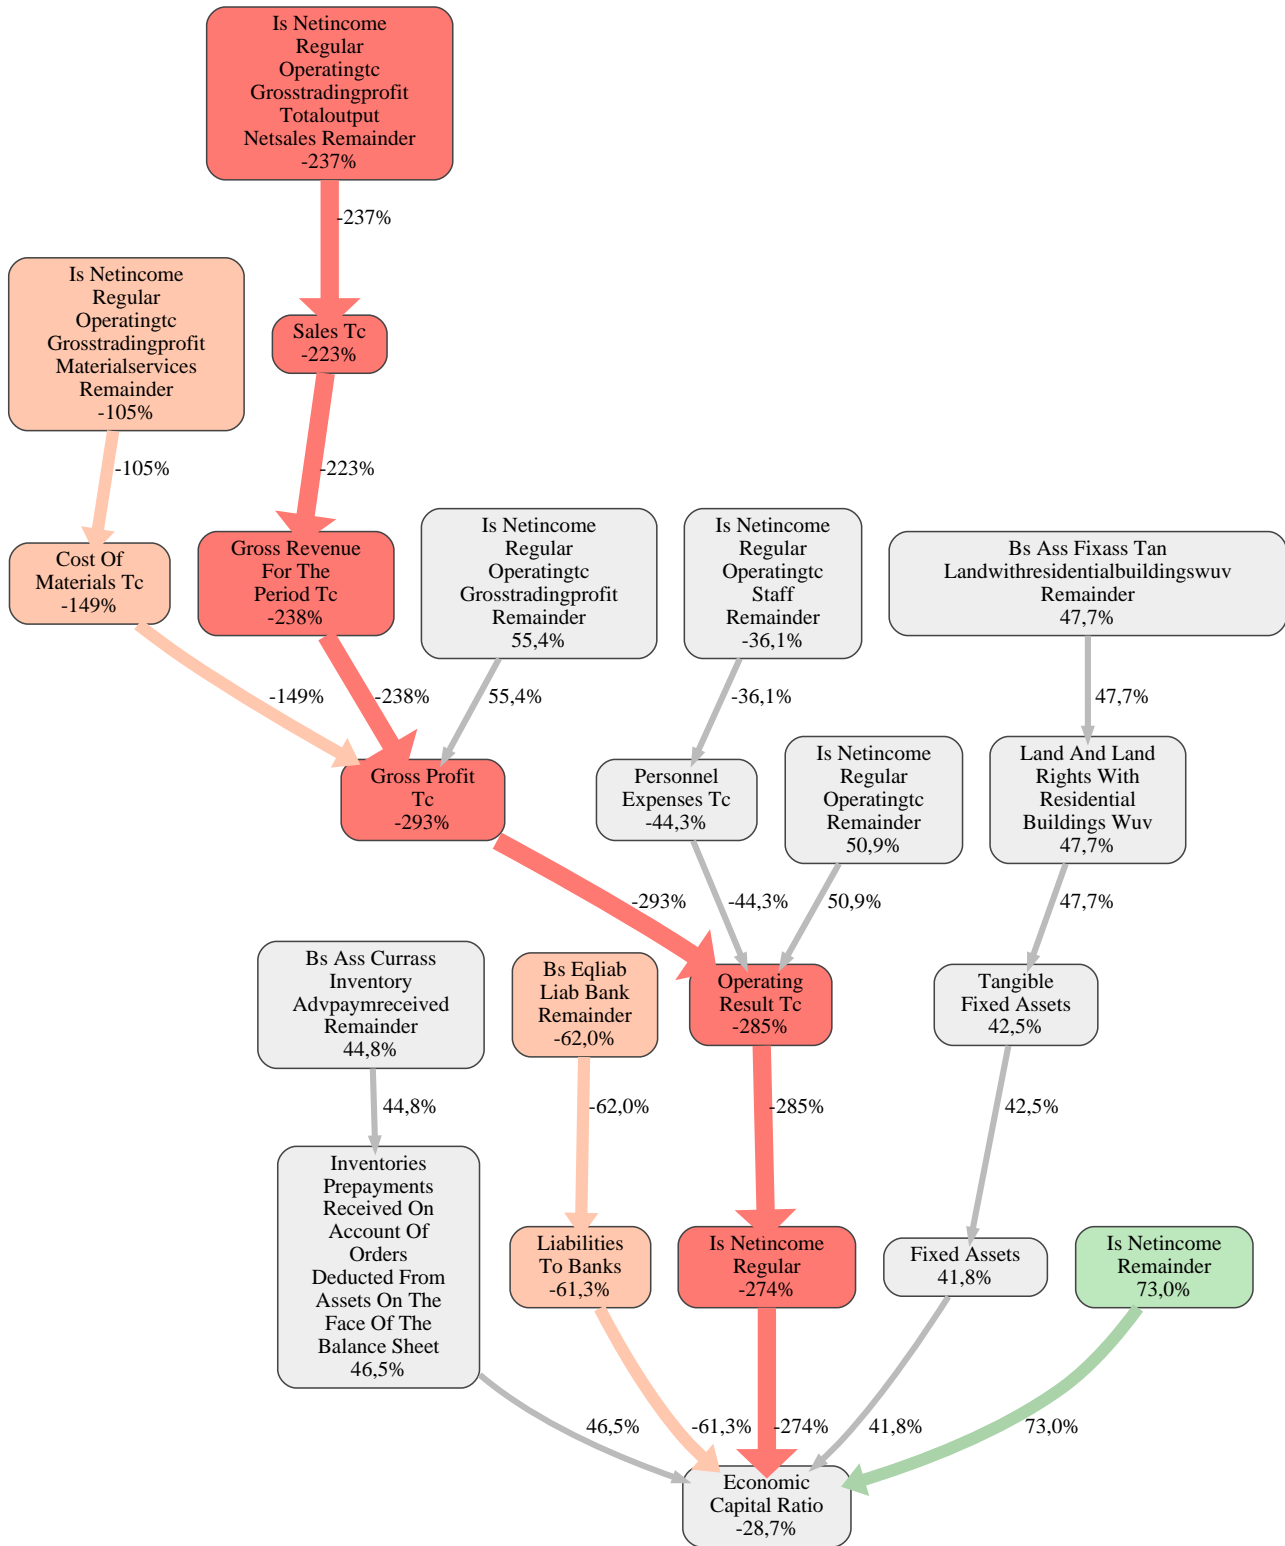 Is Netincome
Regular
Operatingtc
Grosstradingprofit
Totaloutput
Netsales Remainder
-237%
-237%
Is Netincome
Regular
Operatingtc
Grosstradingprofit
Materialservices
Remainder
-105%
Sales Tc
-223%
-105%
-223%
Cost Of
Materials Tc
-149%
Gross Revenue
For The
Period Tc
-238%
Is Netincome
Regular
Operatingtc
Grosstradingprofit
Remainder
55,4%
Is Netincome
Regular
Operatingtc
Staff
Remainder
-36,1%
Bs Ass Fixass Tan
Landwithresidentialbuildingswuv
Remainder
47,7%
-149%
-238%
55,4%
-36,1%
47,7%
Gross Profit
Tc
-293%
Personnel
Expenses Tc
-44,3%
Is Netincome
Regular
Operatingtc
Remainder
50,9%
Land And Land
Rights With
Residential
Buildings Wuv
47,7%
-293%
-44,3%
50,9%
47,7%
Bs Ass Currass
Inventory
Advpaymreceived
Remainder
44,8%
Bs Eqliab
Liab Bank
Remainder
-62,0%
Operating
Result Tc
-285%
Tangible
Fixed Assets
42,5%
44,8%
-62,0%
-285%
42,5%
Inventories
Prepayments
Received On
Account Of
Orders
Deducted From
Assets On The
Face Of The
Balance Sheet
46,5%
Liabilities
To Banks
-61,3%
Is Netincome
Regular
-274%
Fixed Assets
41,8%
Is Netincome
Remainder
73,0%
46,5%
-61,3%
-274%
41,8%
73,0%
Economic
Capital Ratio
-28,7%